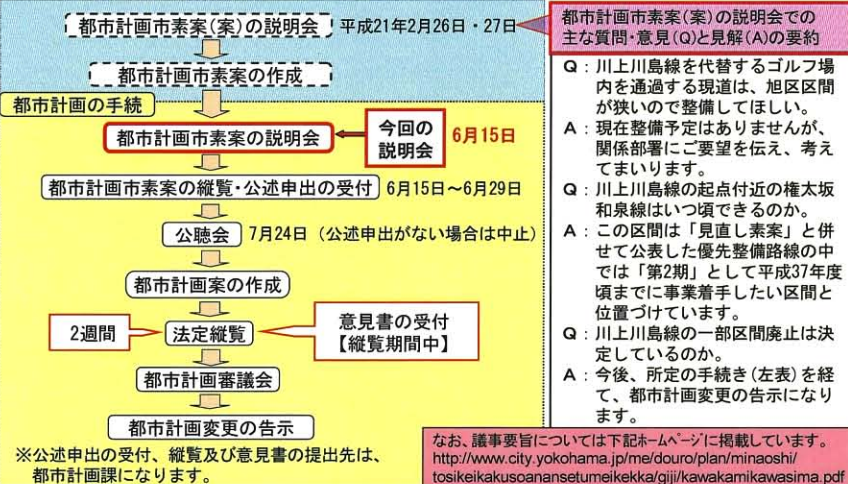 都市計画市素案(案)の説明会 平成21年2月26日・27日
都市計画市素案の作成
都市計画の手続
都市計画市素案の説明会
今回の
説明会
6月15日
都市計画市素案の縦覧・公述申出の受付 6月15日～6月29日
公聴会 7月24日 (公述申出がない場合は中止)
都市計画案の作成
2週間
法定縦覧
意見書の受付
【縦覧期間中】
都市計画審議会
都市計画変更の告示
※公述申出の受付、縦覧及び意見書の提出先は、
都市計画課になります。
都市計画市素案(案)の説明会での
主な質問・意見(Q)と見解(A)の要約
Q：川上川島線を代替するゴルフ場
内を通過する現道は、旭区区間
が狭いので整備してほしい。
A：現在整備予定はありませんが、
関係部署にご要望を伝え、考え
てまいります。
Q：川上川島線の起点付近の権太坂
和泉線はいつ頃できるのか。
A：この区間は「見直し素案」と併
せて公表した優先整備路線の中
では「第2期」として平成37年度
頃までに事業着手したい区間と
位置づけています。
Q：川上川島線の一部区間廃止は決
定しているのか。
A：今後、所定の手続き(左表)を経
て、都市計画変更の告示になり
ます。
なお、議事要旨については下記ホームページに掲載しています。
http://www.city.yokohama.jp/me/douro/plan/minaoshi/
tosikeikakusoanansetumeikekka/giji/kawakamikawasima.pdf